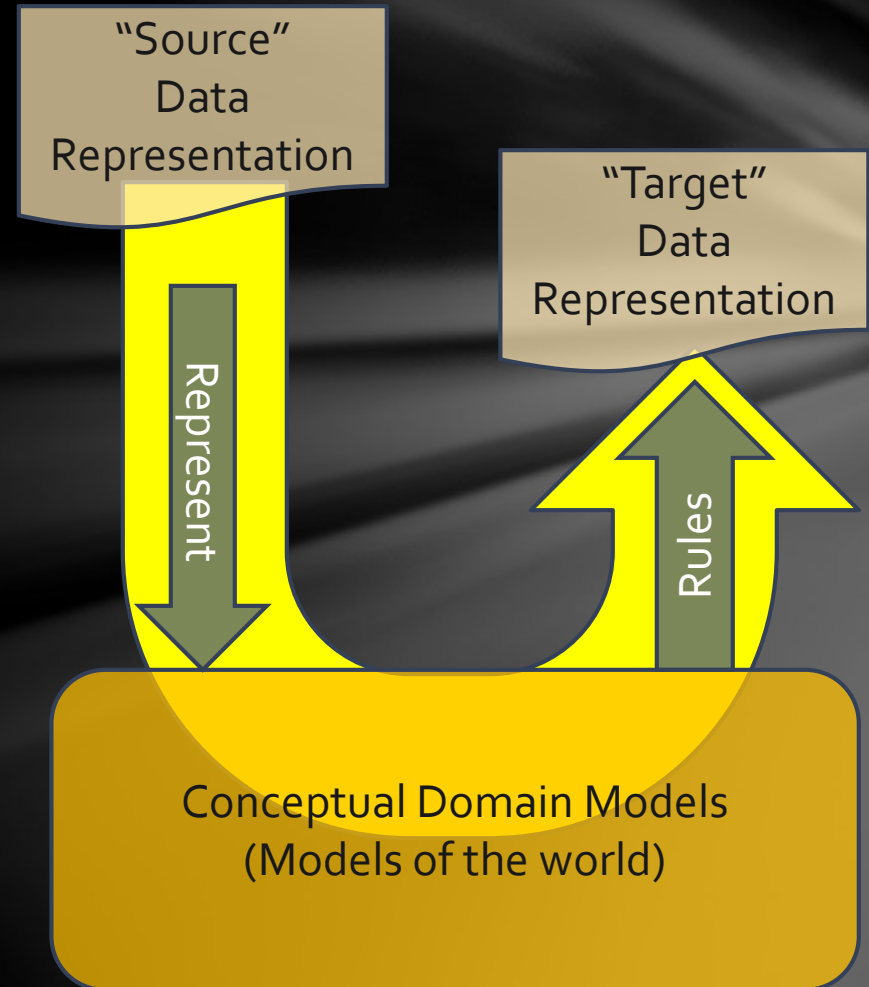 “Source”
Data
Representation
“Target”
Data
Representation
Represent
Rules
Conceptual Domain Models
(Models of the world)